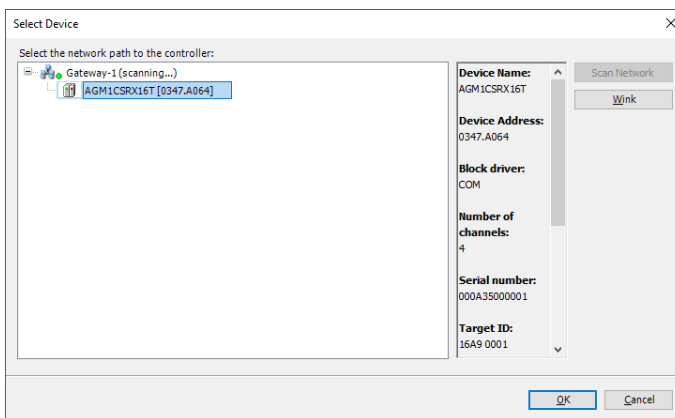 Select Device
Select the network path to the controller:
Gateway-1 (scanning...)
AGM1CSRX16T [0347.A064]
Device Name:
AGM1CSRX16T
Device Address:
0347.A064
Block driver:
COM
Number of
channels:
4
Serial number:
000A35000001
Target ID:
16A9 0001
Scan Network
Wink
OK
Cancel